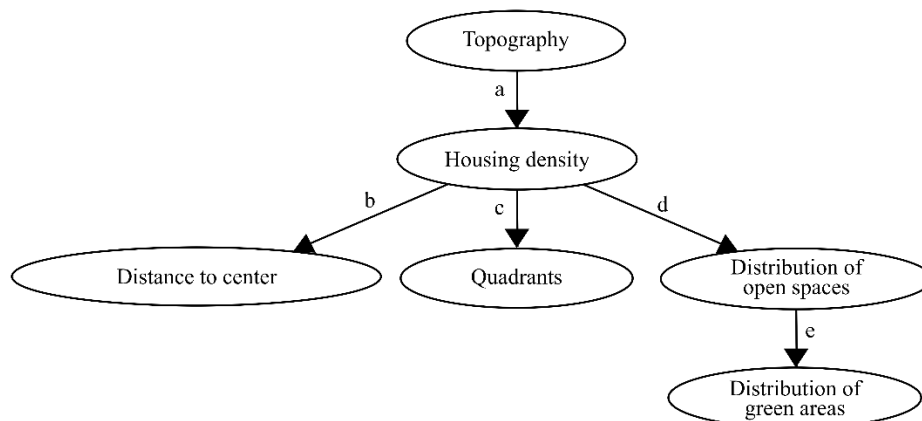 Topography
a
Housing density
b
c
d
Distance to center
Quadrants
Distribution of
open spaces
e
Distribution of
green areas